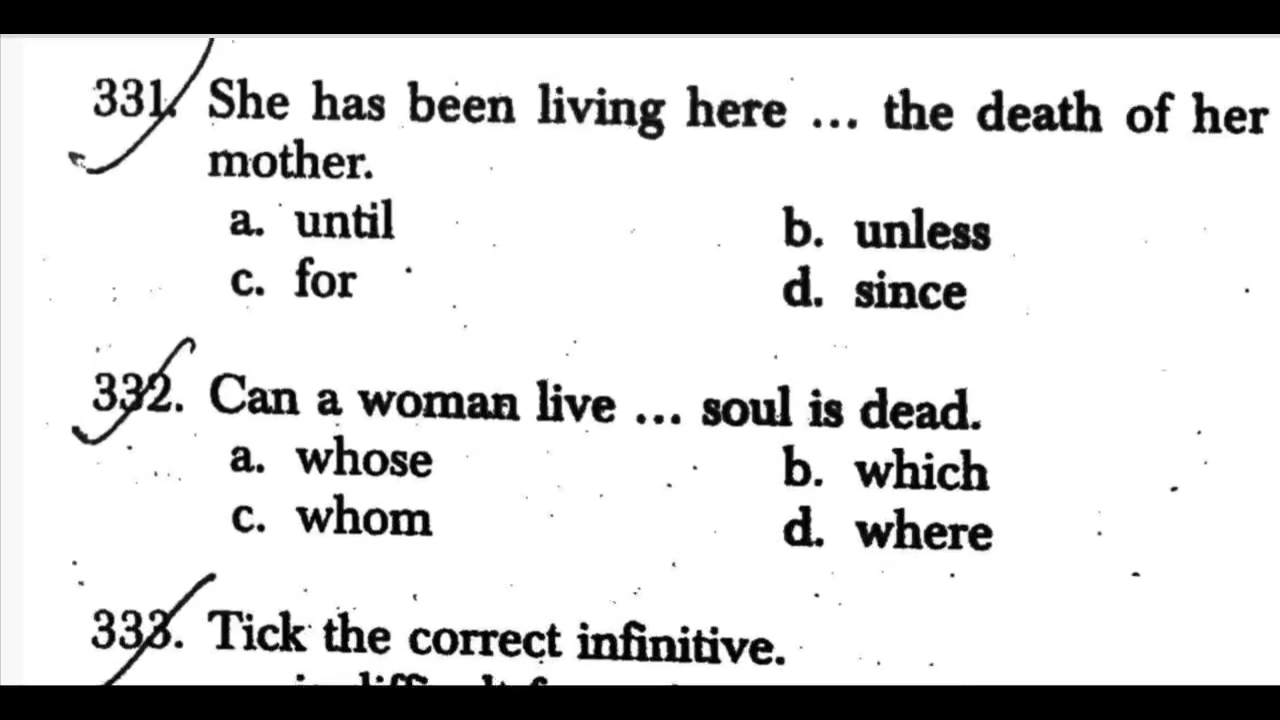 331. She has been living here ... the death of her
mother.
a. until b. unless
c. for d. since
332. Can a woman live ... soul is dead.
a. whose b. which
c. whom d. where
333. Tick the correct infinitive.